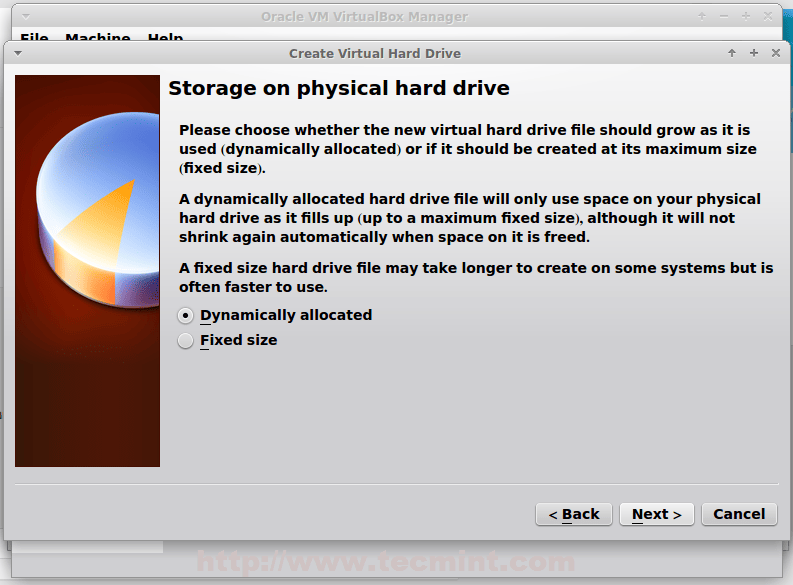 Oracle VM VirtualBox Manager
File Machine Help
Create Virtual Hard Drive
Storage on physical hard drive
Please choose whether the new virtual hard drive file should grow as it is
used (dynamically allocated) or if it should be created at its maximum size
(fixed size).
A dynamically allocated hard drive file will only use space on your physical
hard drive as it fills up (up to a maximum fixed size), although it will not
shrink again automatically when space on it is freed.
A fixed size hard drive file may take longer to create on some systems but is
often faster to use.
Dynamically allocated
Fixed size
< Back Next > Cancel
http://www.tecmint.com